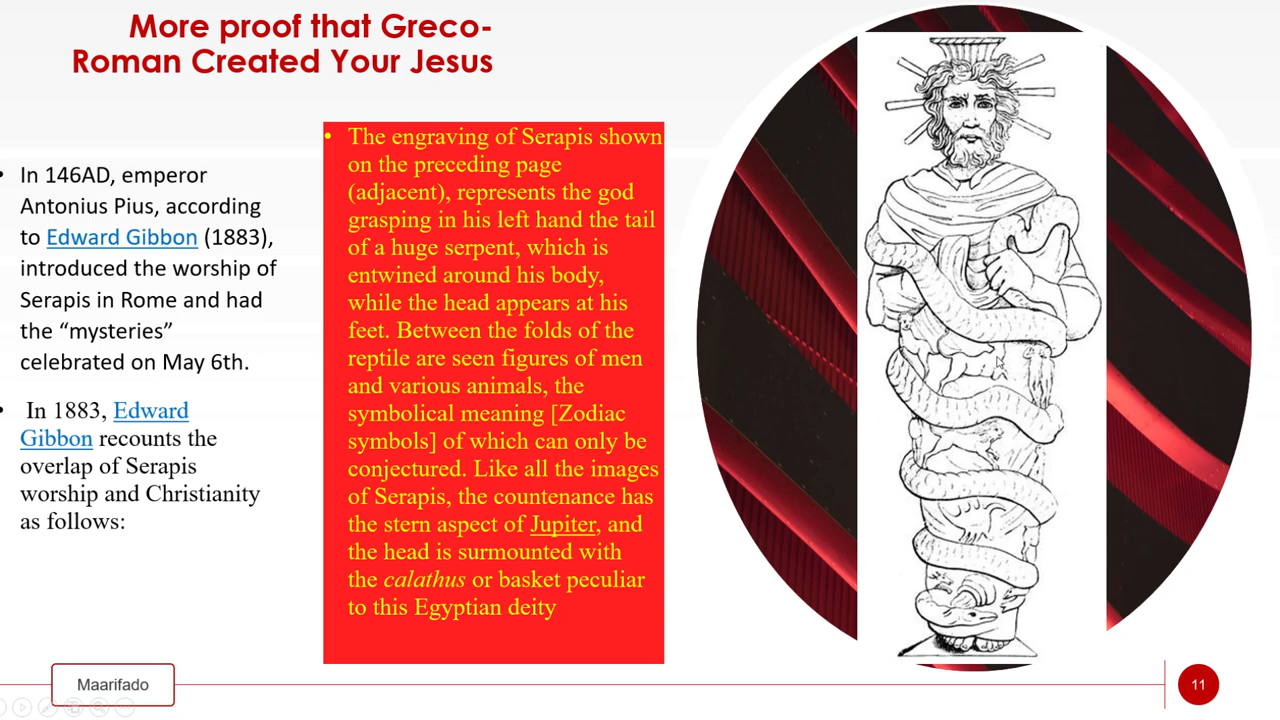 More proof that Greco-
Roman Created Your Jesus
• In 146AD, emperor
Antonius Pius, according
to Edward Gibbon (1883),
introduced the worship of
Serapis in Rome and had
the “mysteries”
celebrated on May 6th.
• In 1883, Edward
Gibbon recounts the
overlap of Serapis
worship and Christianity
as follows:
• The engraving of Serapis shown
on the preceding page
(adjacent), represents the god
grasping in his left hand the tail
of a huge serpent, which is
entwined around his body,
while the head appears at his
feet. Between the folds of the
reptile are seen figures of men
and various animals, the
symbolical meaning [Zodiac
symbols] of which can only be
conjectured. Like all the images
of Serapis, the countenance has
the stern aspect of Jupiter, and
the head is surmounted with
the calathus or basket peculiar
to this Egyptian deity
Maarifado
11